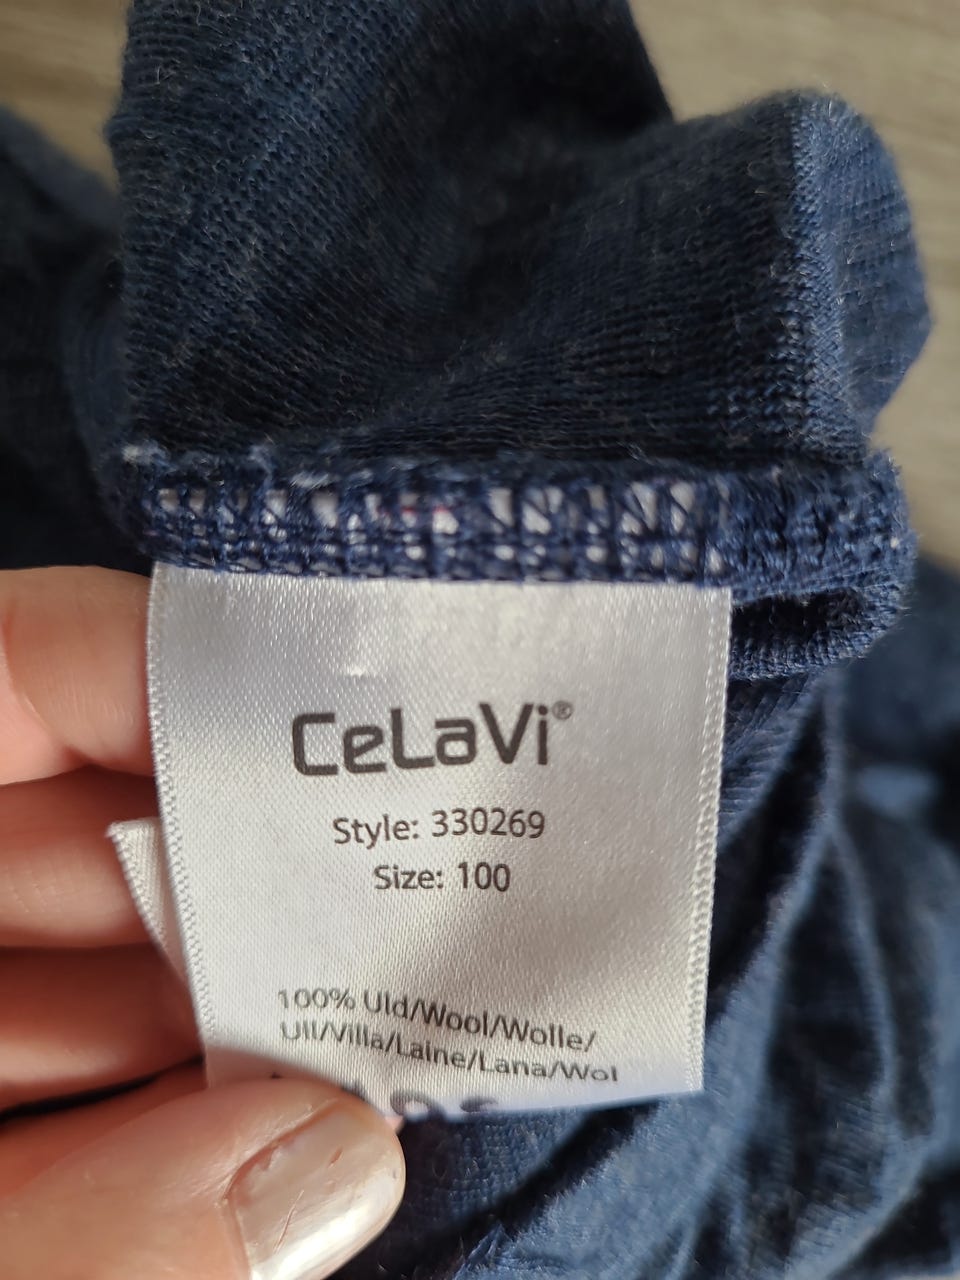 CeLaVi®
Style: 330269
Size: 100
100% Uld/Wool/Wolle/
Ull/Villa/Laine/Lana/Wol